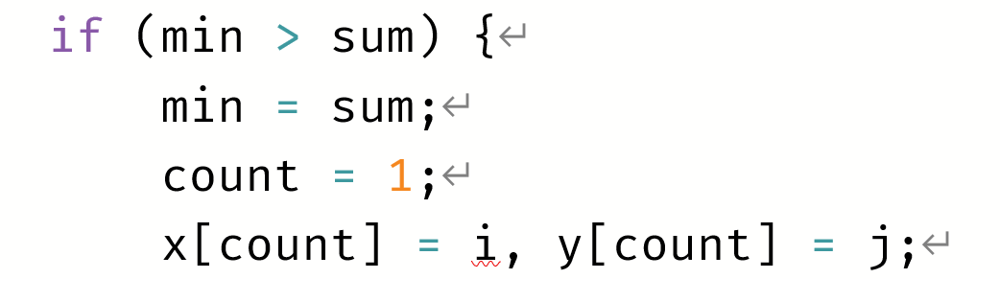 if (min > sum) {↵
    min = sum;↵
    count = 1;↵
    x[count] = i, y[count] = j;↵